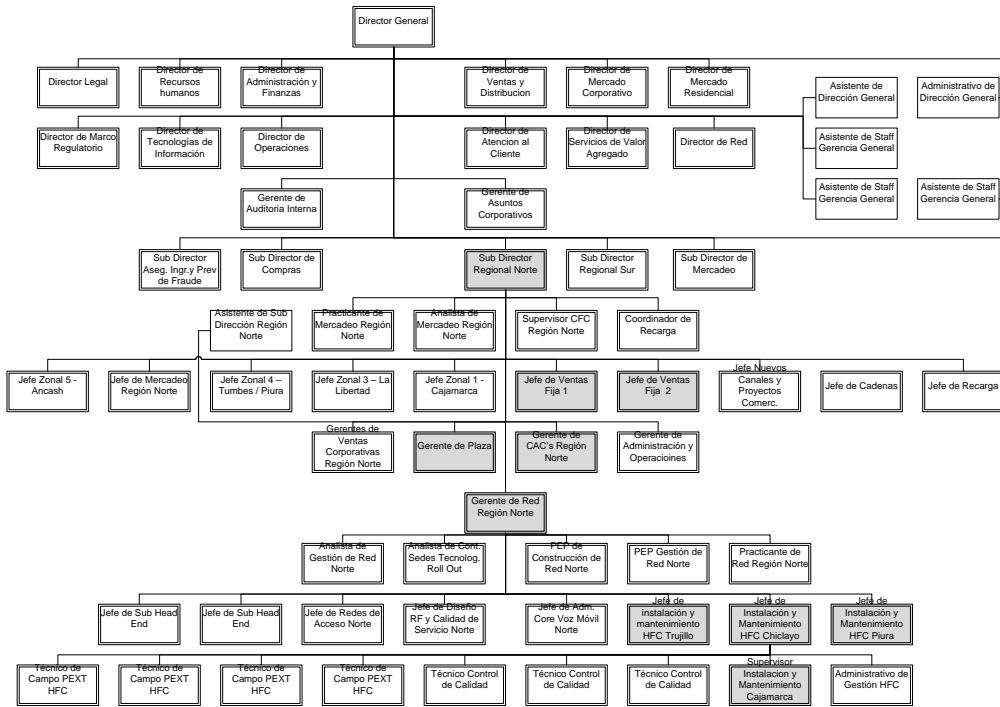 Director General
Director Legal
Director de
Recursos
humanos
Director de
Administración y
Finanzas
Director de
Ventas y
Distribucion
Director de
Mercado
Corporativo
Director de
Mercado
Residencial
Asistente de
Dirección General
Administrativo de
Dirección General
Director de Marco
Regulatorio
Director de
Tecnologías de
Información
Director de
Operaciones
Director de
Atencion al
Cliente
Director de
Servicios de Valor
Agregado
Director de Red
Asistente de Staff
Gerencia General
Asistente de Staff
Gerencia General
Asistente de Staff
Gerencia General
Gerente de
Auditoria Interna
Gerente de
Asuntos
Corporativos
Sub Director
Aseg. Ingr.y Prev
de Fraude
Sub Director de
Compras
Sub Director
Regional Norte
Sub Director
Regional Sur
Sub Director de
Mercadeo
Asistente de Sub
Dirección Región
Norte
Practicante de
Mercadeo Región
Norte
Analista de
Mercadeo Región
Norte
Supervisor CFC
Región Norte
Coordinador de
Recarga
Jefe Zonal 5 -
Ancash
Jefe de Mercadeo
Región Norte
Jefe Zonal 4 –
Tumbes / Piura
Jefe Zonal 3 – La
Libertad
Jefe Zonal 1 -
Cajamarca
Jefe de Ventas
Fija 1
Jefe de Ventas
Fija 2
Jefe Nuevos
Canales y
Proyectos
Comerc.
Jefe de Cadenas
Jefe de Recarga
Gerentes de
Ventas
Corporativas
Región Norte
Gerente de Plaza
Gerente de
CAC's Región
Norte
Gerente de
Administración y
Operacioines
Gerente de Red
Región Norte
Analista de
Gestión de Red
Norte
Analista de Cont.
Sedes Tecnolog.
Roll Out
PEP de
Construcción de
Red Norte
PEP Gestión de
Red Norte
Practicante de
Red Región Norte
Jefe de Sub Head
End
Jefe de Sub Head
End
Jefe de Redes de
Acceso Norte
Jefe de Diseño
RF y Calidad de
Servicio Norte
Jefe de Adm.
Core Voz Móvil
Norte
Jefe de
instalación y
mantenimiento
HFC Trujillo
Jefe de
Instalación y
Mantenimiento
HFC Chiclayo
Jefe de
Instalación y
Mantenimiento
HFC Piura
Técnico de
Campo PEXT
HFC
Técnico de
Campo PEXT
HFC
Técnico de
Campo PEXT
HFC
Técnico de
Campo PEXT
HFC
Técnico Control
de Calidad
Técnico Control
de Calidad
Técnico Control
de Calidad
Supervisor
Instalacion y
Mantenimiento
Cajamarca
Administrativo de
Gestión HFC